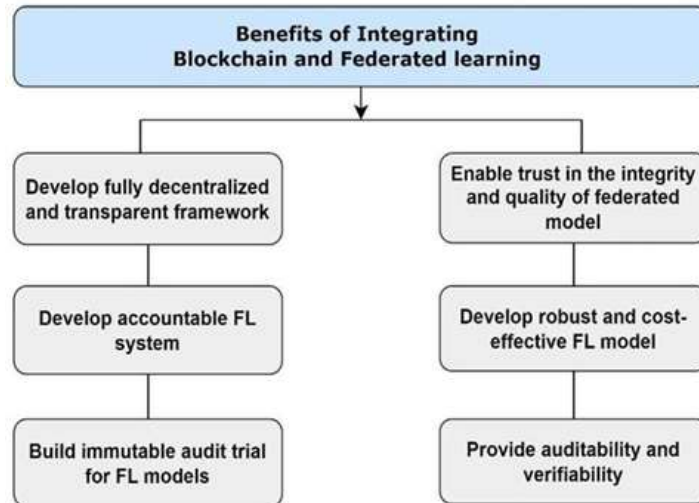 Benefits of Integrating
Blockchain and Federated learning
Develop fully decentralized
and transparent framework
Enable trust in the integrity
and quality of federated
model
Develop accountable FL
system
Develop robust and cost-
effective FL model
Build immutable audit trial
for FL models
Provide auditability and
verifiability